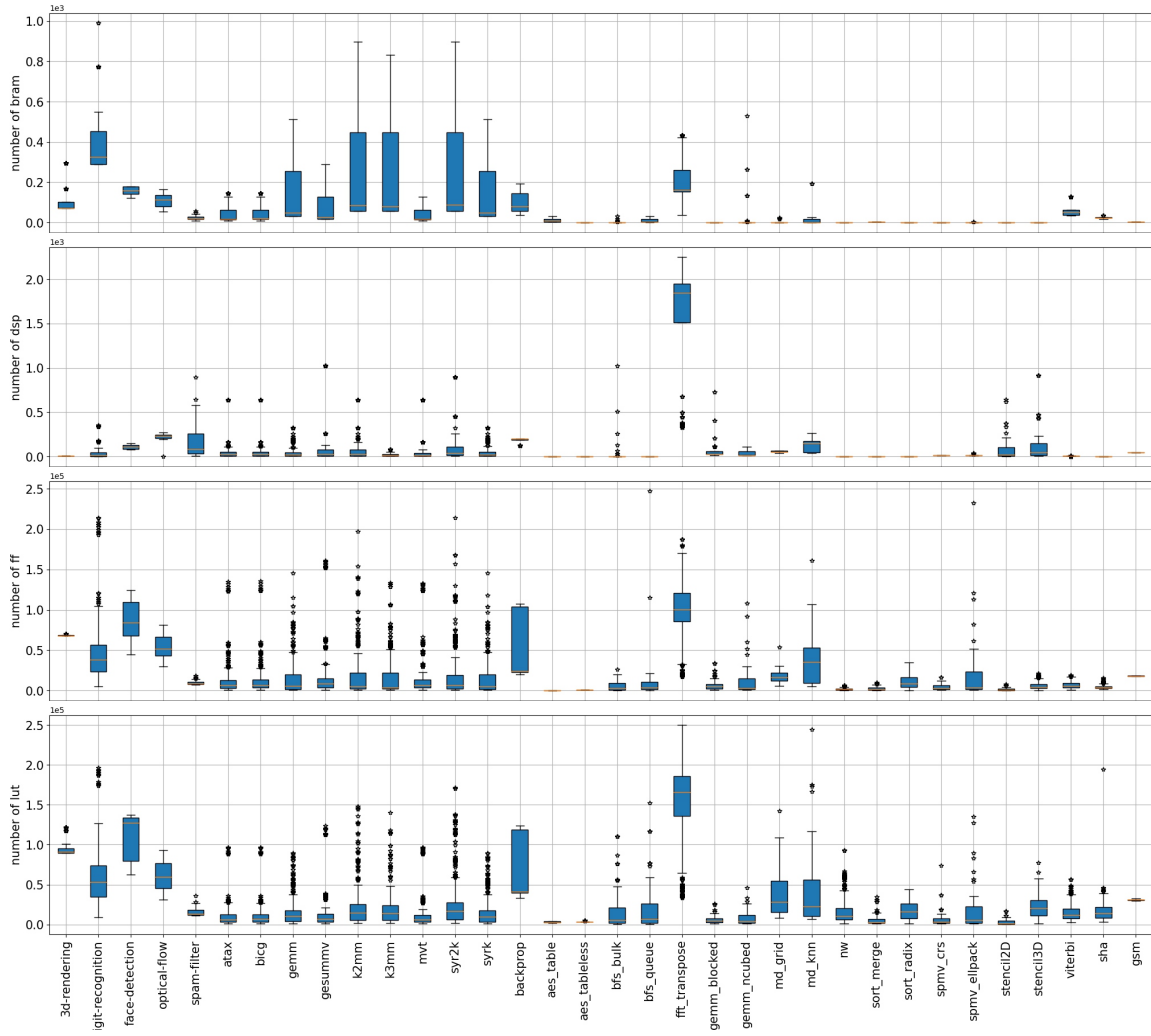 1e3
1.0
0.8
0.6
0.4
0.2
0.0
number of bram
1e3
2.0
1.5
1.0
0.5
0.0
number of dsp
1e5
2.5
2.0
1.5
1.0
0.5
0.0
number of ff
1e5
2.5
2.0
1.5
1.0
0.5
0.0
number of lut
3d-rendering
igit-recognition
face-detection
optical-flow
spam-filter
atax
bicg
gemm
gesummv
k2mm
k3mm
mvt
syr2k
syrk
backprop
aes_table
aes_tableless
bfs_bulk
bfs_queue
fft_transpose
gemm_blocked
gemm_ncubed
md_grid
md_knn
nw
sort_merge
sort_radix
spmv_crs
spmv_ellpack
stencil2D
stencil3D
viterbi
sha
gsm